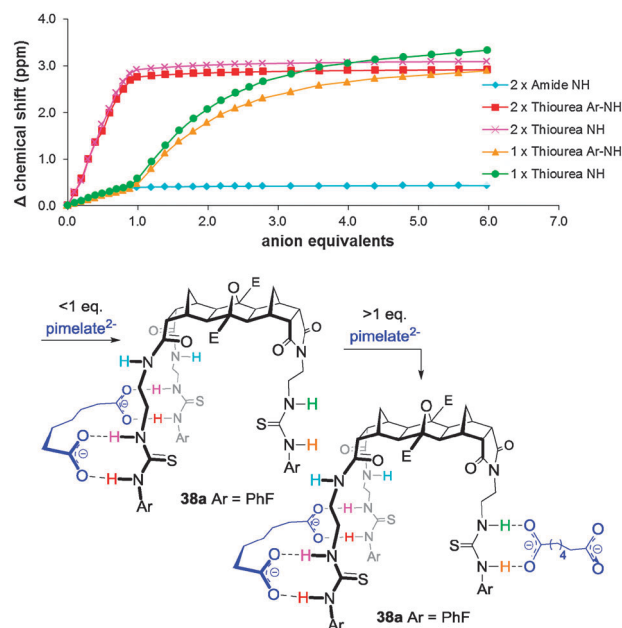 Δ chemical shift (ppm)
4.0
3.0
2.0
1.0
0.0
0.0 1.0 2.0 3.0 4.0 5.0 6.0 7.0
anion equivalents
2 x Amide NH
2 x Thiourea Ar-NH
2 x Thiourea NH
1 x Thiourea Ar-NH
1 x Thiourea NH
<1 eq.
pimelate2-
E
O
E
O
O
N
O
O
H
N
H
N
H
O
O
H
N
H
N
S
Ar
O
O
H
N
H
N
S
Ar
N
H
S
N
H
Ar
38a Ar = PhF
>1 eq.
pimelate2-
E
O
E
O
O
N
O
O
H
N
H
N
H
O
O
H
N
H
N
S
Ar
O
O
H
N
H
N
S
Ar
N
H
S
N
H
Ar
O
O
4
O
O
38a Ar = PhF